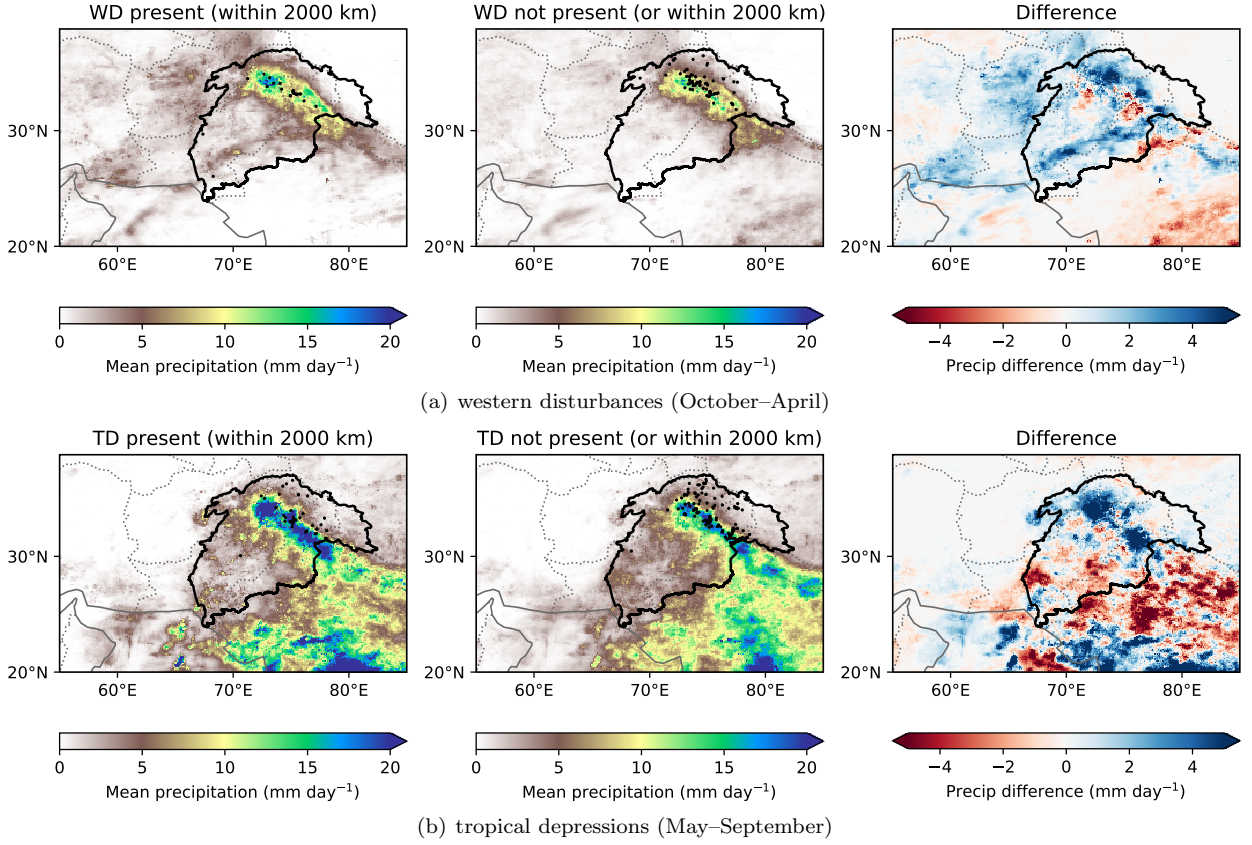 WD present (within 2000 km) WD not present (or within 2000 km) Difference
30°N 30°N
20°N 20°N
60°E 70°E 80°E 60°E 70°E 80°E 60°E 70°E 80°E
0 5 10 15 20 0 5 10 15 20 −4 −2 0 2 4
Mean precipitation (mm day⁻¹) Mean precipitation (mm day⁻¹) Precip difference (mm day⁻¹)
(a) western disturbances (October–April)
TD present (within 2000 km) TD not present (or within 2000 km) Difference
30°N 30°N
20°N 20°N
60°E 70°E 80°E 60°E 70°E 80°E 60°E 70°E 80°E
0 5 10 15 20 0 5 10 15 20 −4 −2 0 2 4
Mean precipitation (mm day⁻¹) Mean precipitation (mm day⁻¹) Precip difference (mm day⁻¹)
(b) tropical depressions (May–September)